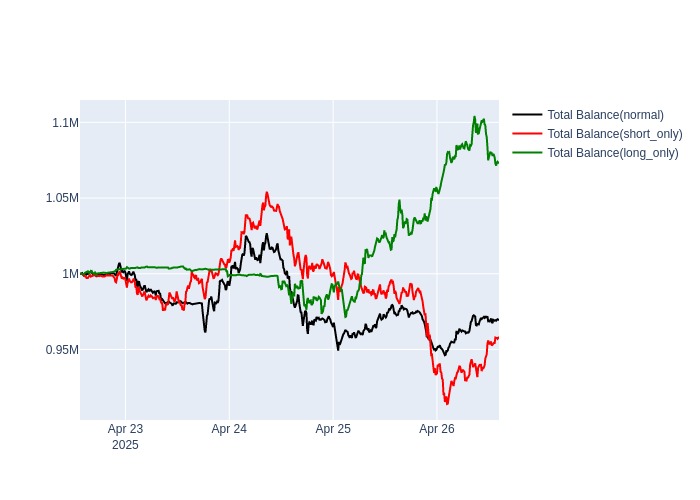 1.1M
1.05M
1M
0.95M
Apr 23
2025
Apr 24
Apr 25
Apr 26
Total Balance(normal)
Total Balance(short_only)
Total Balance(long_only)